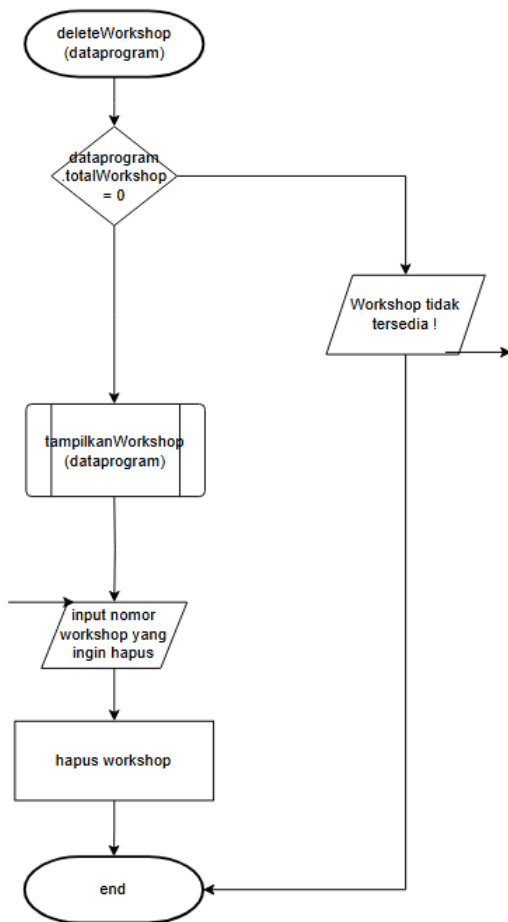 deleteWorkshop
(dataprogram)
dataprogram
.totalWorkshop
= 0
Workshop tidak
tersedia !
tampilkanWorkshop
(dataprogram)
input nomor
workshop yang
ingin hapus
hapus workshop
end